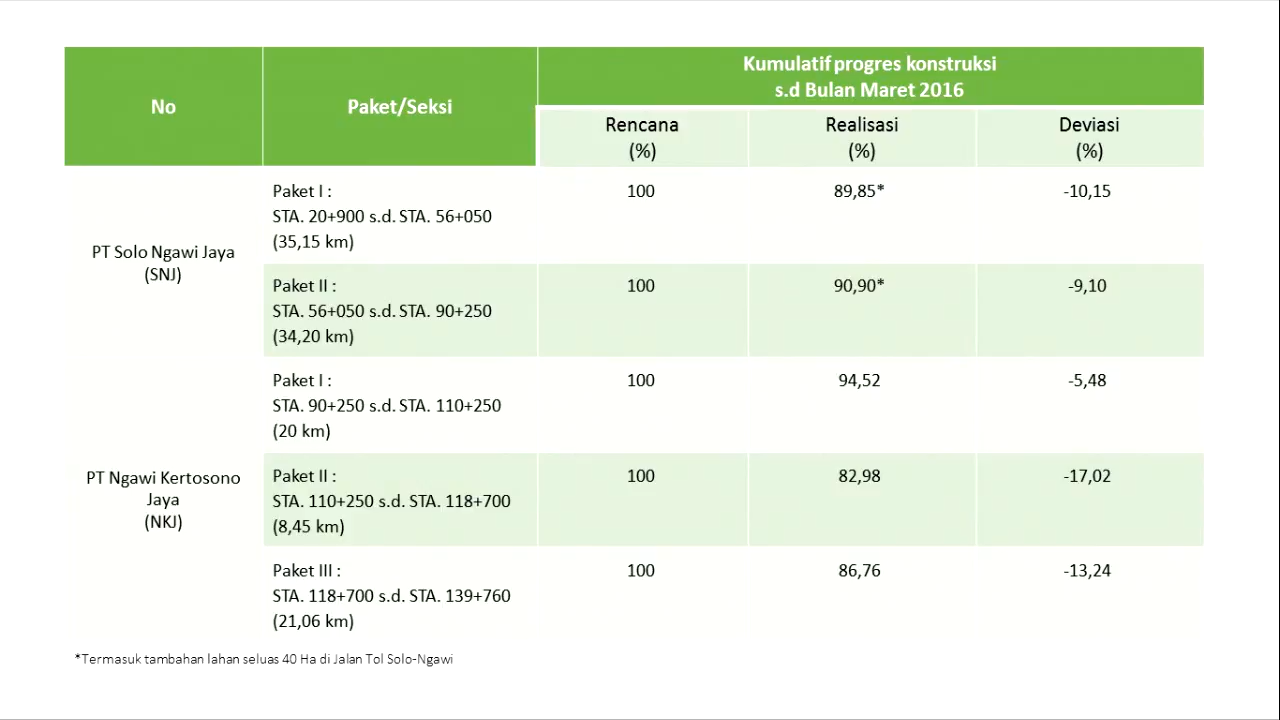 No
Paket/Seksi
Kumulatif progres konstruksi
s.d Bulan Maret 2016
Rencana
(%)
Realisasi
(%)
Deviasi
(%)
PT Solo Ngawi Jaya
(SNJ)
Paket I :
STA. 20+900 s.d. STA. 56+050
(35,15 km)
100
89,85*
-10,15
Paket II :
STA. 56+050 s.d. STA. 90+250
(34,20 km)
100
90,90*
-9,10
PT Ngawi Kertosono
Jaya
(NKJ)
Paket I :
STA. 90+250 s.d. STA. 110+250
(20 km)
100
94,52
-5,48
Paket II :
STA. 110+250 s.d. STA. 118+700
(8,45 km)
100
82,98
-17,02
Paket III :
STA. 118+700 s.d. STA. 139+760
(21,06 km)
100
86,76
-13,24
*Termasuk tambahan lahan seluas 40 Ha di Jalan Tol Solo-Ngawi